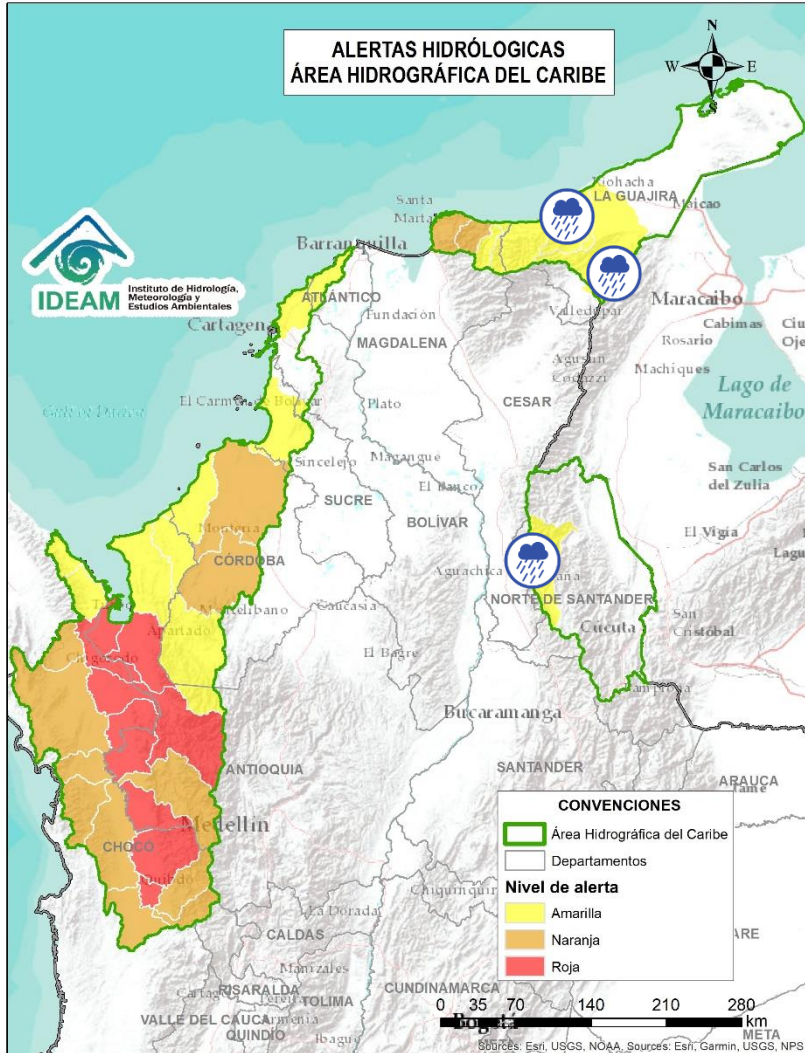 ALERTAS HIDRÓLOGICAS
ÁREA HIDROGRÁFICA DEL CARIBE
N
W
E
S
IDEAM
Instituto de Hidrología,
Meteorología y
Estudios Ambientales
Santa
Marta
LA GUAJIRA
Maicao
Barranquilla
ATLÁNTICO
Fundación
Maracaibo
Valledupar
Cabimas
Cartagen
MAGDALENA
Rosario
Machiques
Agustín
Codazzi
El Carmen de Bolívar
Plato
CESAR
Lago de
Maracaibo
Sincelejo
Magangué
San Carlos
del Zulia
SUCRE
El Banco
BOLÍVAR
Montería
El Vigía
CÓRDOBA
Aguachica
NORTE DE SANTANDER
Montelíbano
Caucasia
San
Cristóbal
Cúcuta
Apartadó
El Bagre
Bucaramanga
ANTIOQUIA
SANTANDER
ARAUCA
Medellín
CHOCÓ
Quibdó
La Dorada
CALDAS
Manizales
RISARALDA
CUNDINAMARCA
TOLIMA
VALLE DEL CAUCA
QUINDÍO
Ibagué
Bogotá
META
CONVENCIONES
Área Hidrográfica del Caribe
Departamentos
Nivel de alerta
Amarilla
Naranja
Roja
0 35 70 140 210 280
km
Sources: Esri, USGS, NOAA, Sources: Esri, Garmin, USGS, NPS